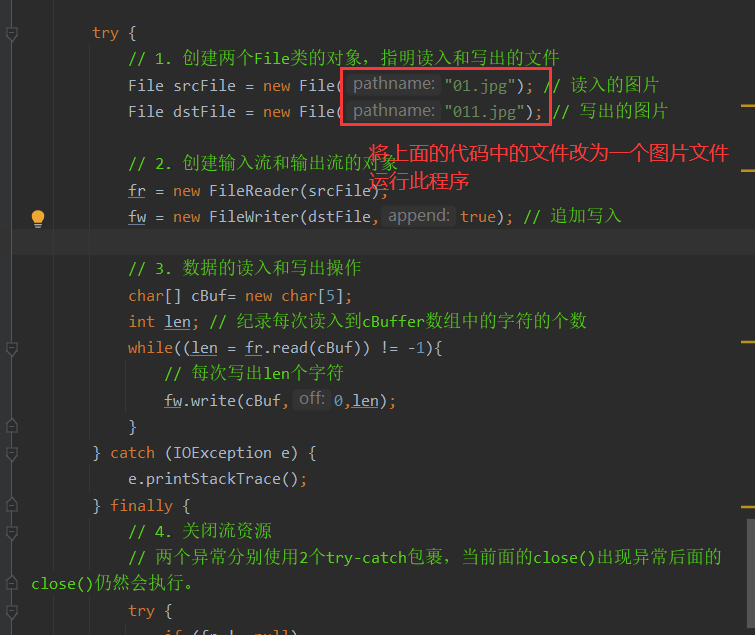 try {
// 1. 创建两个File类的对象，指明读入和写出的文件
File srcFile = new File( pathname: "01.jpg"); // 读入的图片
File dstFile = new File( pathname: "011.jpg"); // 写出的图片
将上面的代码中的文件改为一个图片文件
运行此程序
// 2. 创建输入流和输出流的对象
fr = new FileReader(srcFile);
fw = new FileWriter(dstFile, append: true); // 追加写入
// 3. 数据的读入和写出操作
char[] cBuf= new char[5];
int len; // 纪录每次读入到cBuffer数组中的字符的个数
while((len = fr.read(cBuf)) != -1){
// 每次写出len个字符
fw.write(cBuf, off: 0,len);
}
} catch (IOException e) {
e.printStackTrace();
} finally {
// 4. 关闭流资源
// 两个异常分别使用2个try-catch包裹，当前面的close()出现异常后面的
close()仍然会执行。
try {